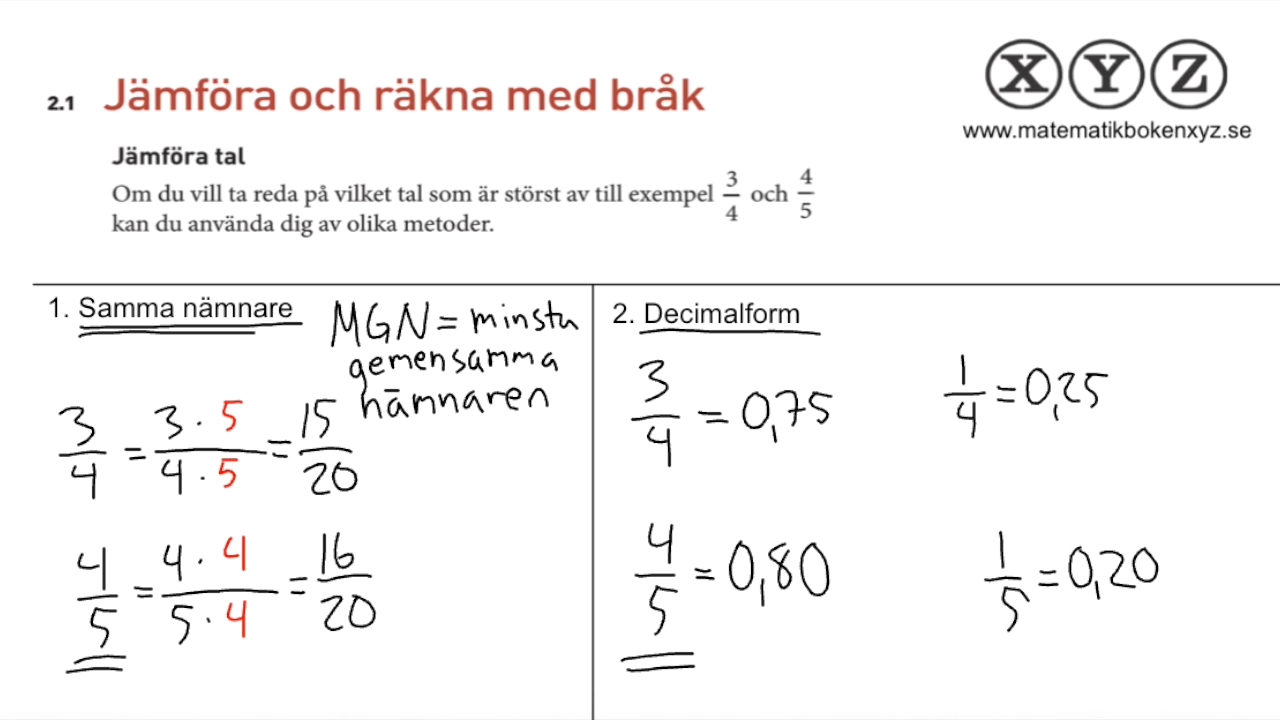 2.1 Jämföra och räkna med bråk
X Y Z
www.matematikbokenxyz.se
Jämföra tal
Om du vill ta reda på vilket tal som är störst av till exempel 3/4 och 4/5
kan du använda dig av olika metoder.
1. Samma nämnare
MGN = minsta
gemensamma
nämnaren
3/4 = 3 · 5/4 · 5 = 15/20
4/5 = 4 · 4/5 · 4 = 16/20
2. Decimalform
3/4 = 0,75
1/4 = 0,25
4/5 = 0,80
1/5 = 0,20